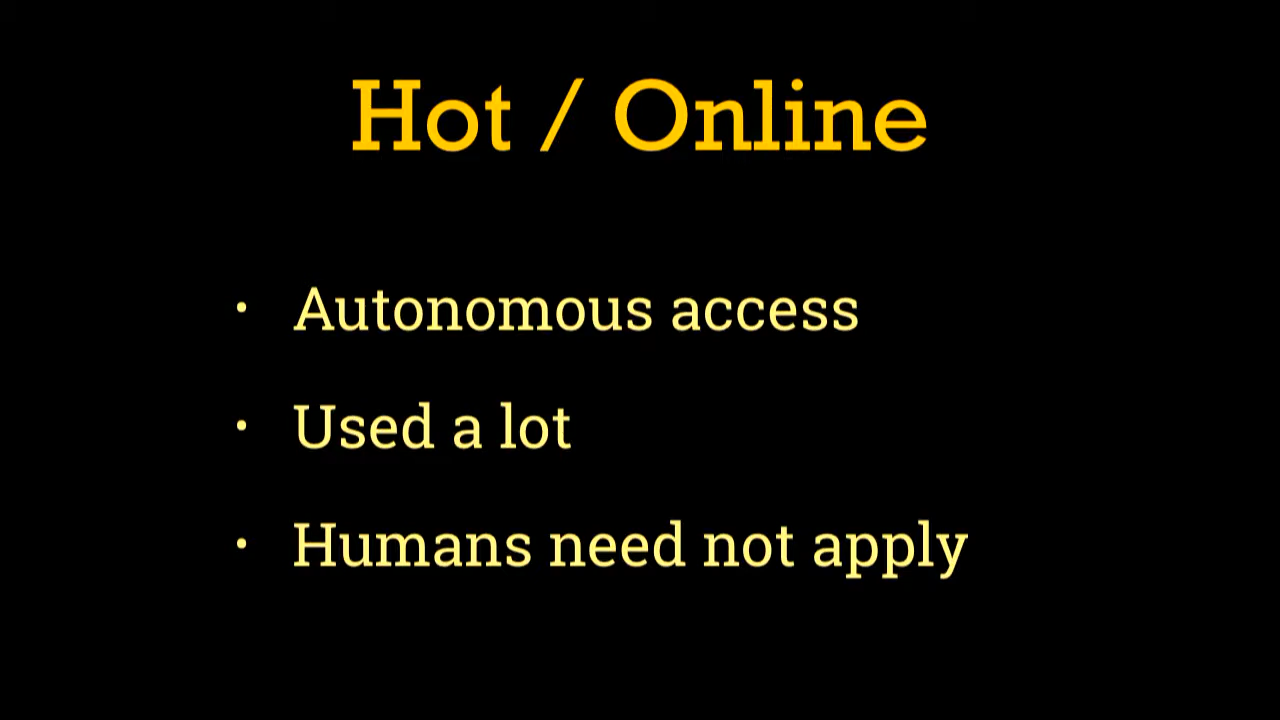 Hot / Online
• Autonomous access
• Used a lot
• Humans need not apply